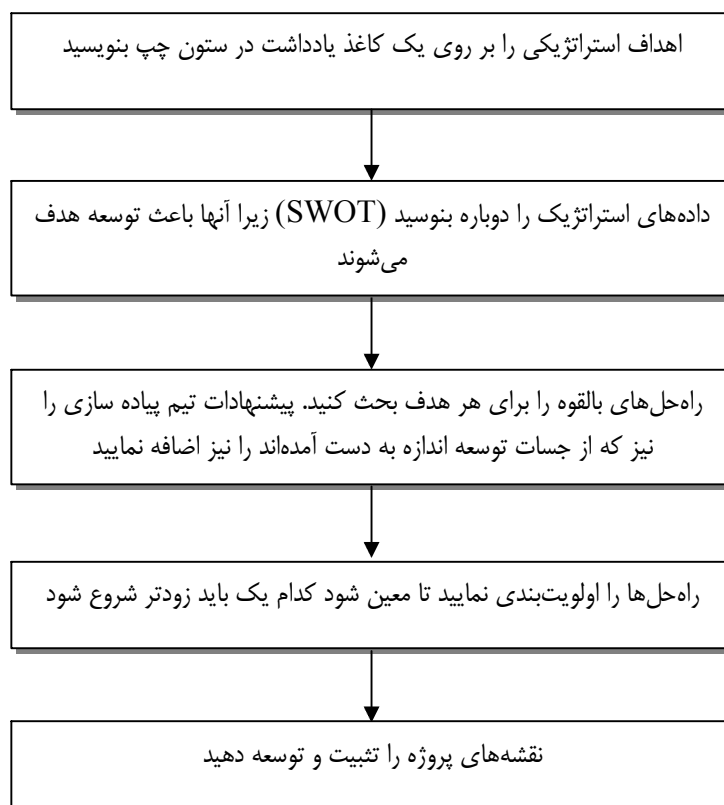 اهداف استراتژیکی را بر روی یک کاغذ یادداشت در ستون چپ بنویسید
داده‌های استراتژیک را دوباره بنوسید (SWOT) زیرا آنها باعث توسعه هدف
می‌شوند
راه‌حل‌های بالقوه را برای هر هدف بحث کنید. پیشنهادات تیم پیاده سازی را
نیز که از جسات توسعه اندازه به دست آمده‌اند را نیز اضافه نمایید
راه‌حل‌ها را اولویت‌بندی نمایید تا معین شود کدام یک باید زودتر شروع شود
نقشه‌های پروژه را تثبیت و توسعه دهید